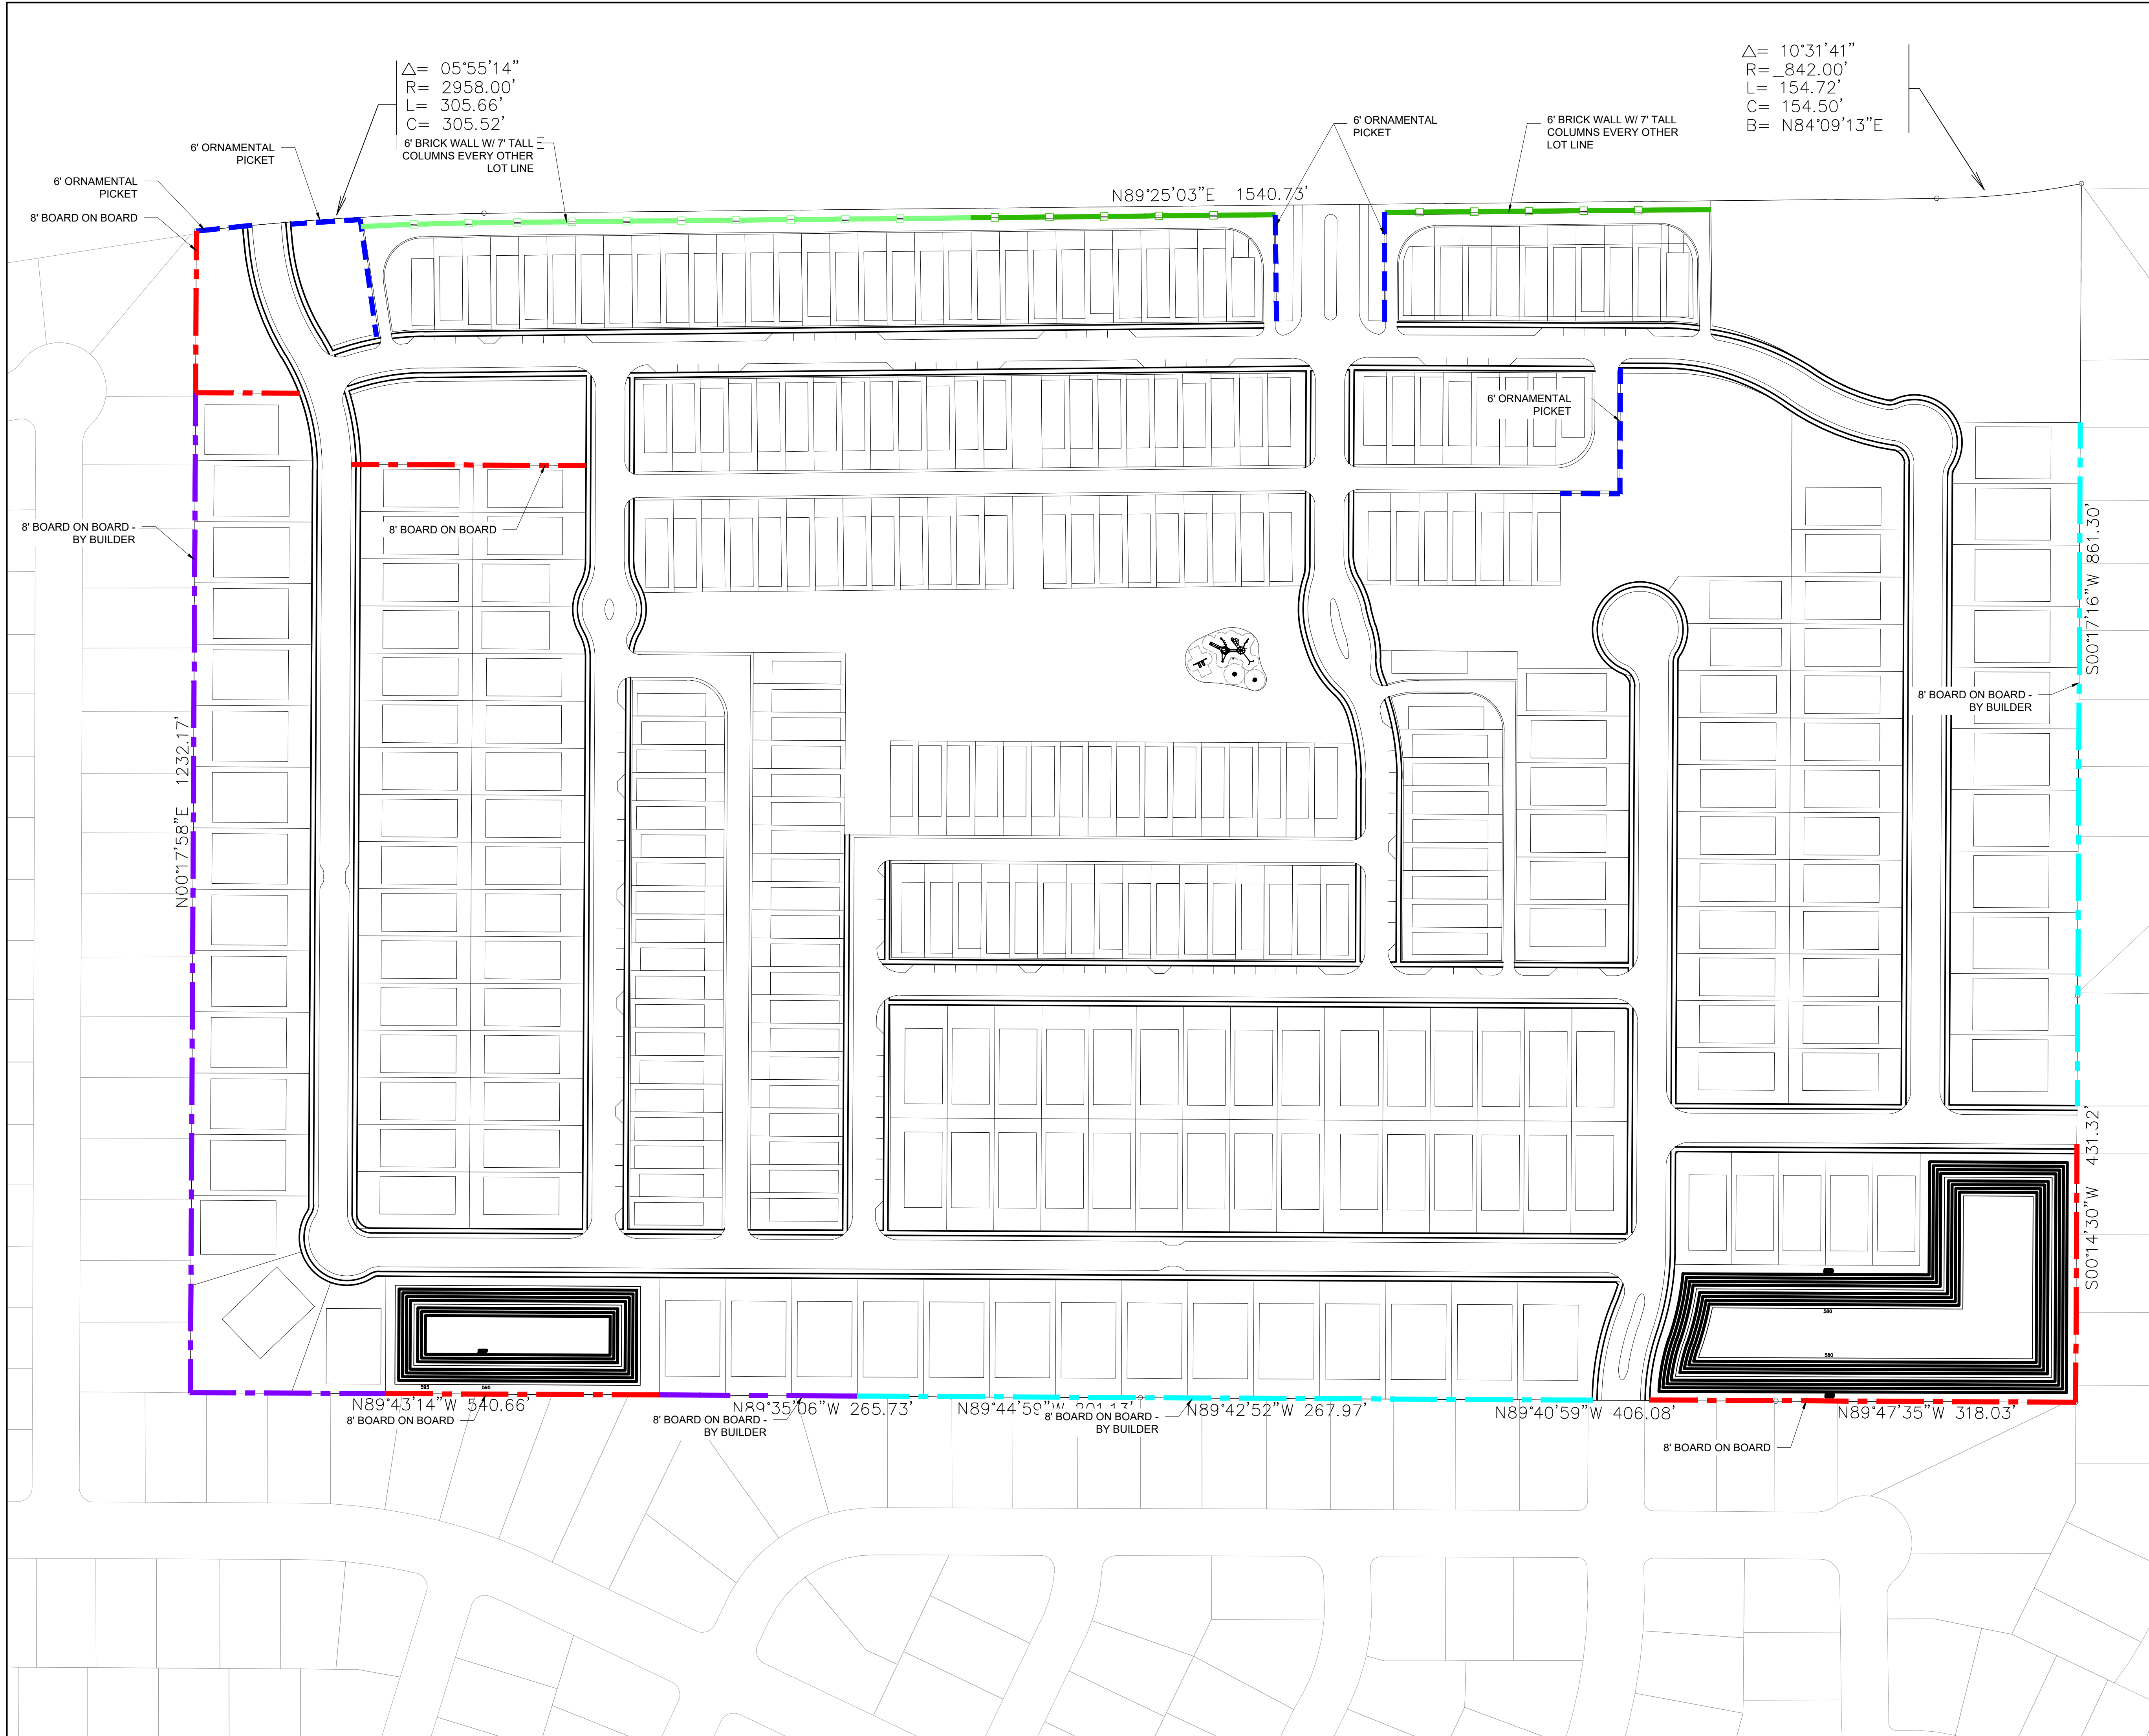 △= 05°55'14"
R= 2958.00'
L= 305.66'
C= 305.52'
△= 10°31'41"
R=_842.00'
L= 154.72'
C= 154.50'
B= N84°09'13"E
6' BRICK WALL W/ 7' TALL
COLUMNS EVERY OTHER
LOT LINE
6' ORNAMENTAL
PICKET
6' BRICK WALL W/ 7' TALL
COLUMNS EVERY OTHER
LOT LINE
6' ORNAMENTAL
PICKET
6' ORNAMENTAL
PICKET
8' BOARD ON BOARD
N89°25'03"E 1540.73'
6' ORNAMENTAL
PICKET
8' BOARD ON BOARD -
BY BUILDER
8' BOARD ON BOARD
S00°17'16"W 861.30'
8' BOARD ON BOARD -
BY BUILDER
N00°17'58"E 1232.17'
S00°14'30"W 431.32'
580
580
595
595
N89°43'14"W 540.66'
8' BOARD ON BOARD
N89°35'06"W 265.73'
8' BOARD ON BOARD -
BY BUILDER
N89°44'59"W
8' BOARD ON BOARD -
BY BUILDER
N89°42'52"W 267.97'
N89°40'59"W 406.08'
N89°47'35"W 318.03'
8' BOARD ON BOARD